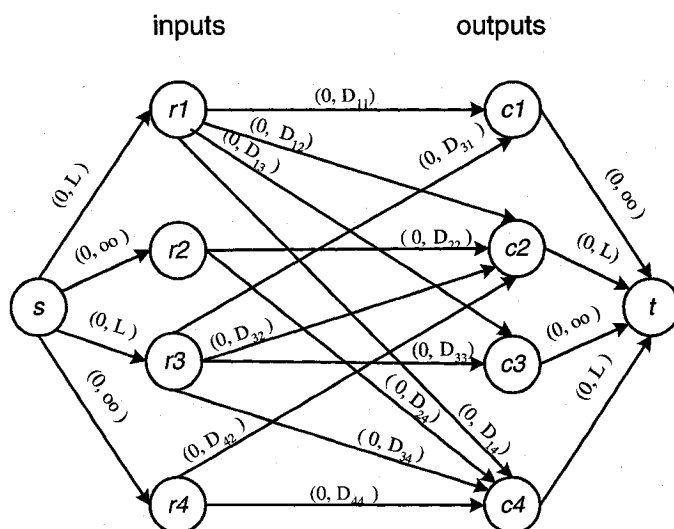 inputs outputs
r1 (0, D₁₁) c1
(0, D₁₂)
(0, D₁₃)
(0, D₃₁)
(0, L) (0, ∞)
(0, ∞) r2 (0, D₂₂) c2 (0, L)
s t
(0, L) r3 (0, D₃₂) (0, D₃₃) c3 (0, ∞)
(0, ∞) (0, L)
(0, D₂₄)
(0, D₁₄)
(0, D₄₂) (0, D₃₄)
r4 (0, D₄₄) c4